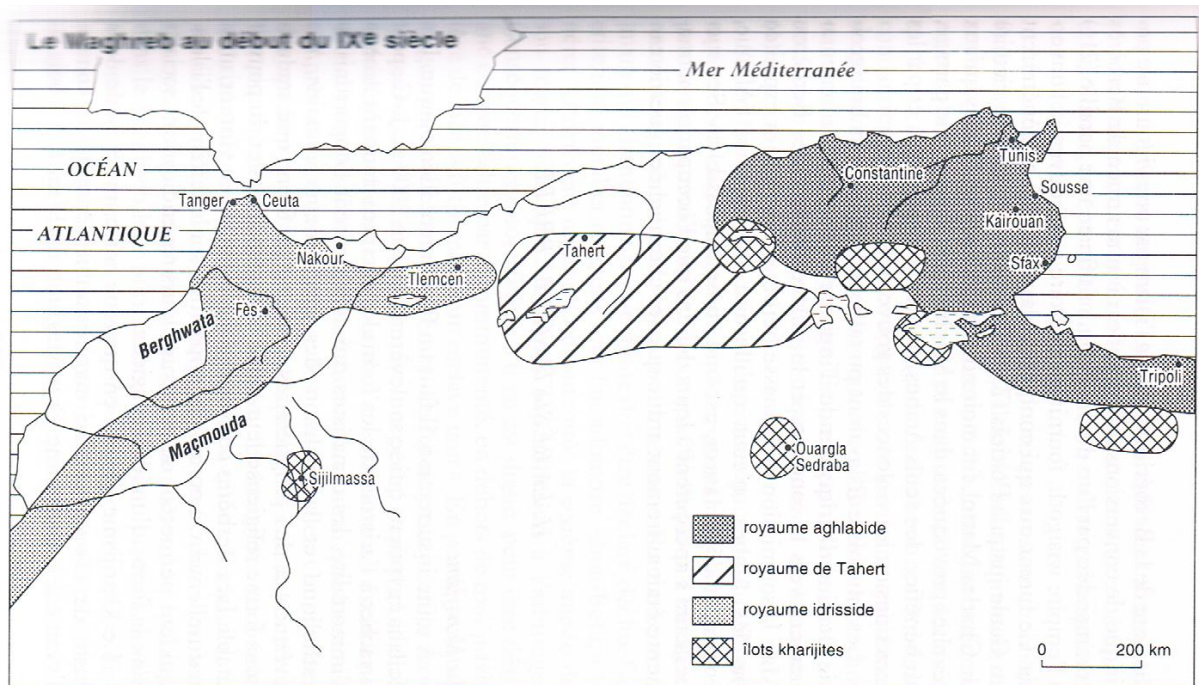 Le Maghreb au début du IXe siècle
Mer Méditerranée
OCÉAN
ATLANTIQUE
Tanger
Ceuta
Nakour
Tlemcen
Fès
Berghwata
Maçmouda
Sijilmassa
Tahert
Constantine
Tunis
Sousse
Kairouan
Sfax
Tripoli
Ouargla
Sedraba
royaume aghlabide
royaume de Tahert
royaume idrisside
îlots kharijites
0 200 km